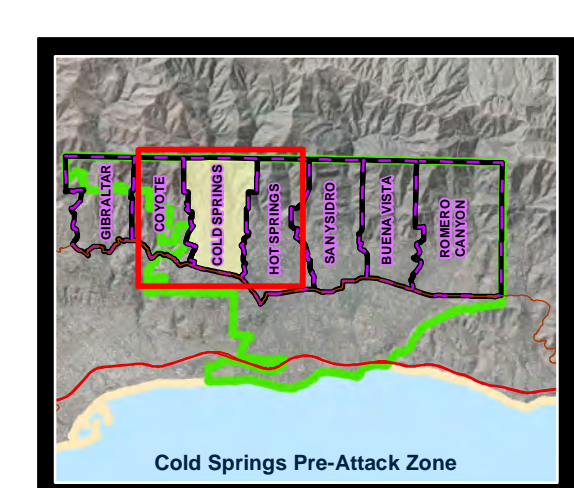 GIBRALTAR
COYOTE
COLD SPRINGS
HOT SPRINGS
SAN YSIDRO
BUENA VISTA
ROMERO
CANYON
Cold Springs Pre-Attack Zone